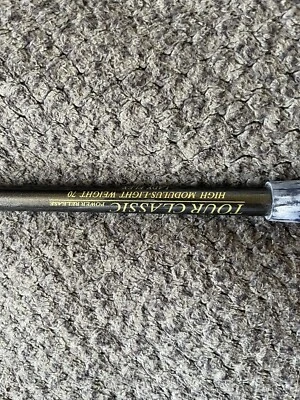 TOUR CLASSIC POWER RELEASE
HIGH MODULUS/LIGHT WEIGHT 70